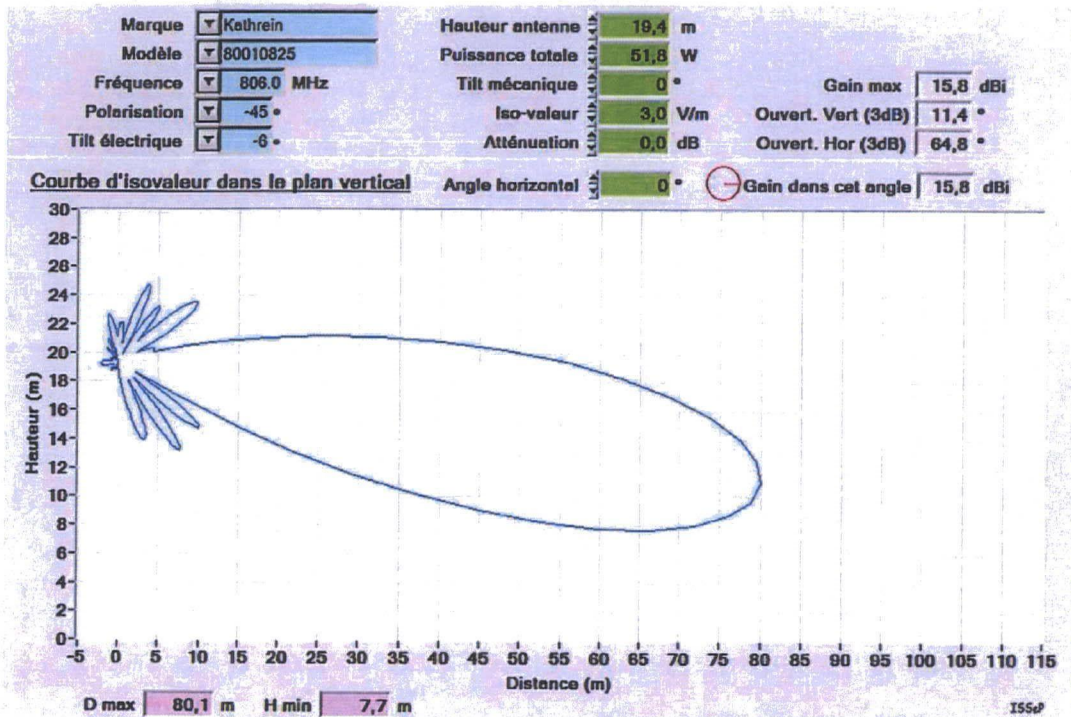 Marque Kathrein Hauteur antenne 19,4 m
Modèle 80010825 Puissance totale 51,8 W
Fréquence 806.0 MHz Tilt mécanique 0 ° Gain max 15,8 dBi
Polarisation -45 ° Iso-valeur 3,0 V/m Ouvert. Vert (3dB) 11,4 °
Tilt électrique -6 ° Atténuation 0,0 dB Ouvert. Hor (3dB) 64,8 °
Courbe d'isovaleur dans le plan vertical Angle horizontal 0 ° Gain dans cet angle 15,8 dBi
30
28
26
24
22
20
18
16
14
12
10
8
6
4
2
0
Hauteur (m)
-5 0 5 10 15 20 25 30 35 40 45 50 55 60 65 70 75 80 85 90 95 100 105 110 115
Distance (m)
D max 80,1 m H min 7,7 m ISSeP